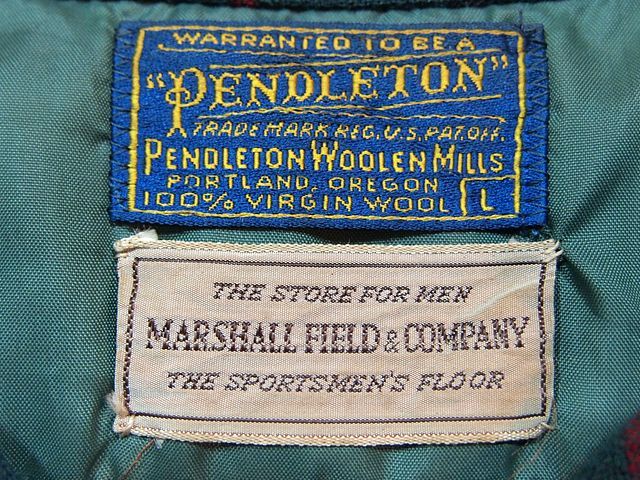 WARRANTED TO BE A
"PENDLETON"
TRADE MARK REG. U.S. PAT. OFF.
PENDLETON WOOLEN MILLS
PORTLAND, OREGON
100% VIRGIN WOOL L
THE STORE FOR MEN
MARSHALL FIELD & COMPANY
THE SPORTSMEN'S FLOOR